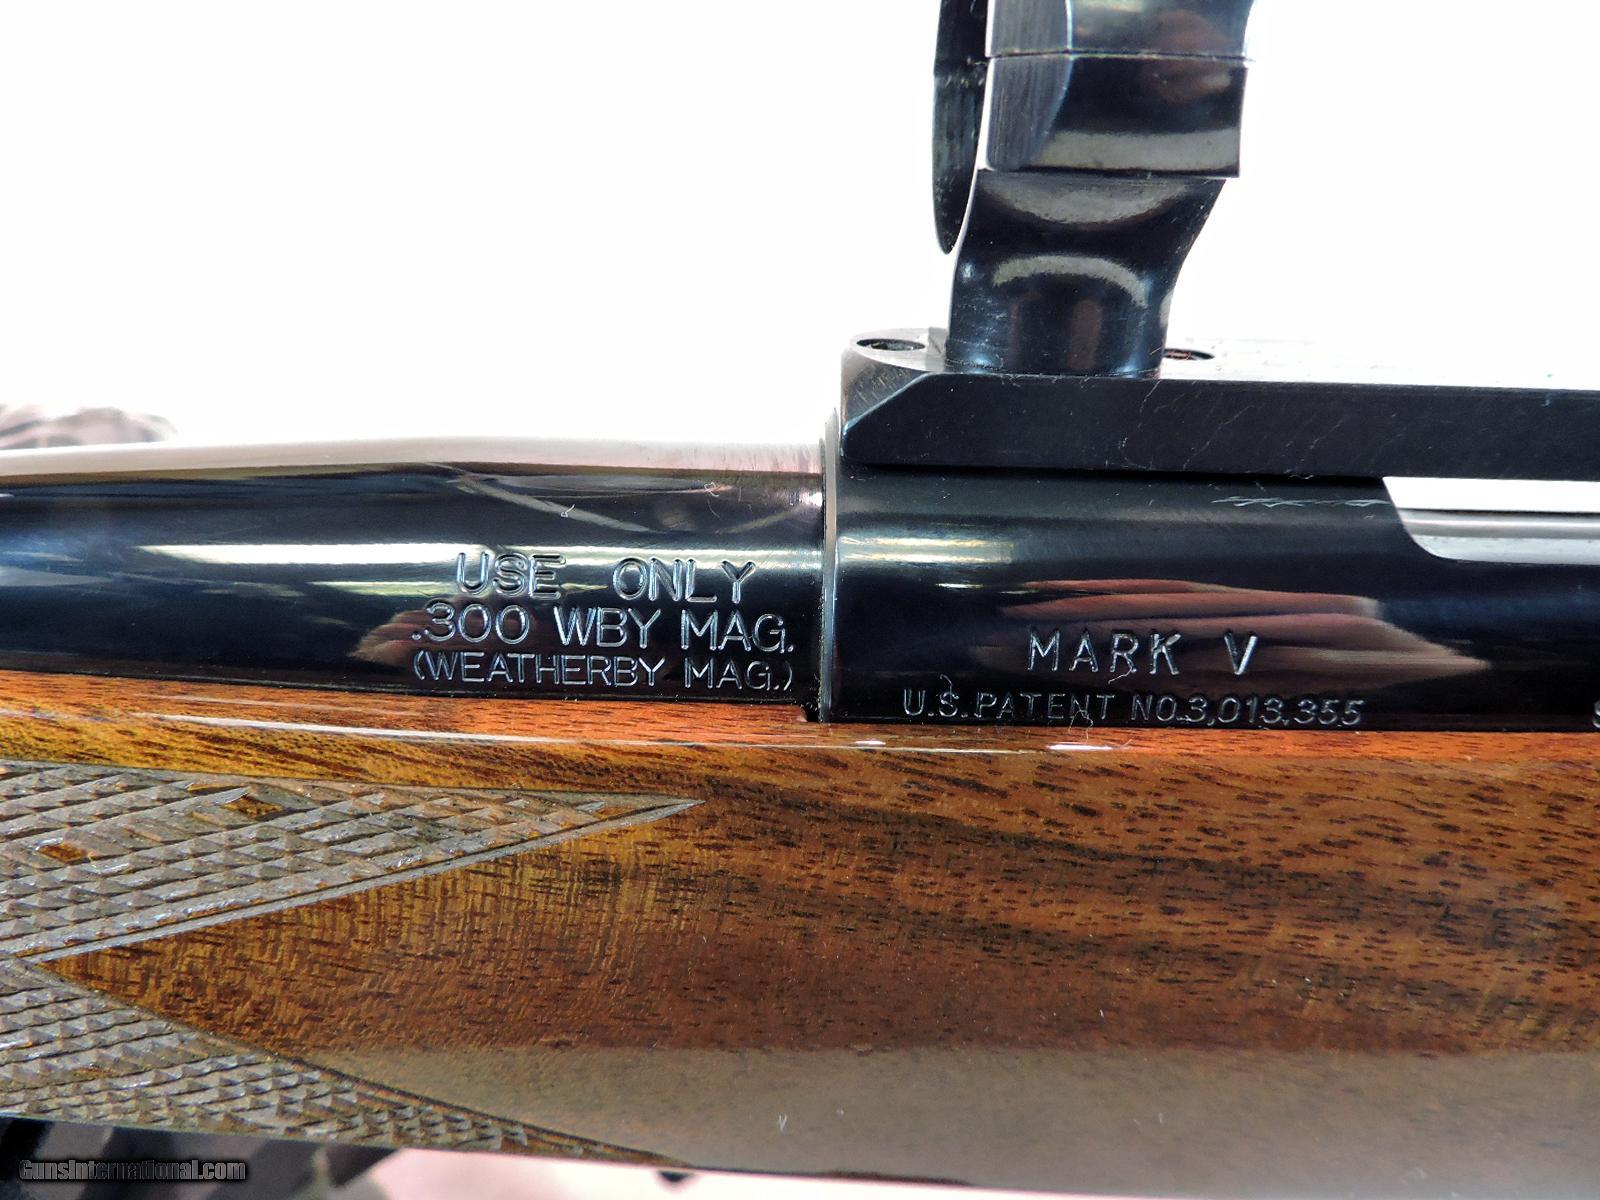 USE ONLY
.300 WBY MAG.
(WEATHERBY MAG.)
MARK V
U.S. PATENT NO.3,013,355
GunsInternational.com